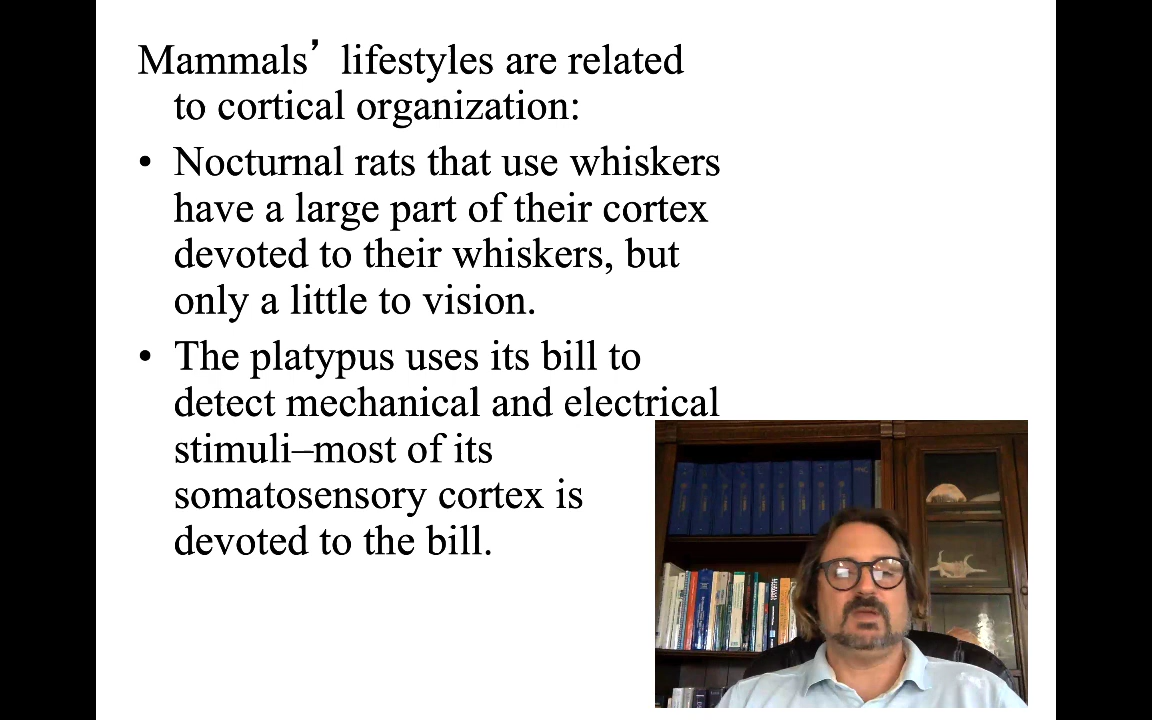 Mammals’ lifestyles are related
to cortical organization:
• Nocturnal rats that use whiskers
have a large part of their cortex
devoted to their whiskers, but
only a little to vision.
• The platypus uses its bill to
detect mechanical and electrical
stimuli–most of its
somatosensory cortex is
devoted to the bill.